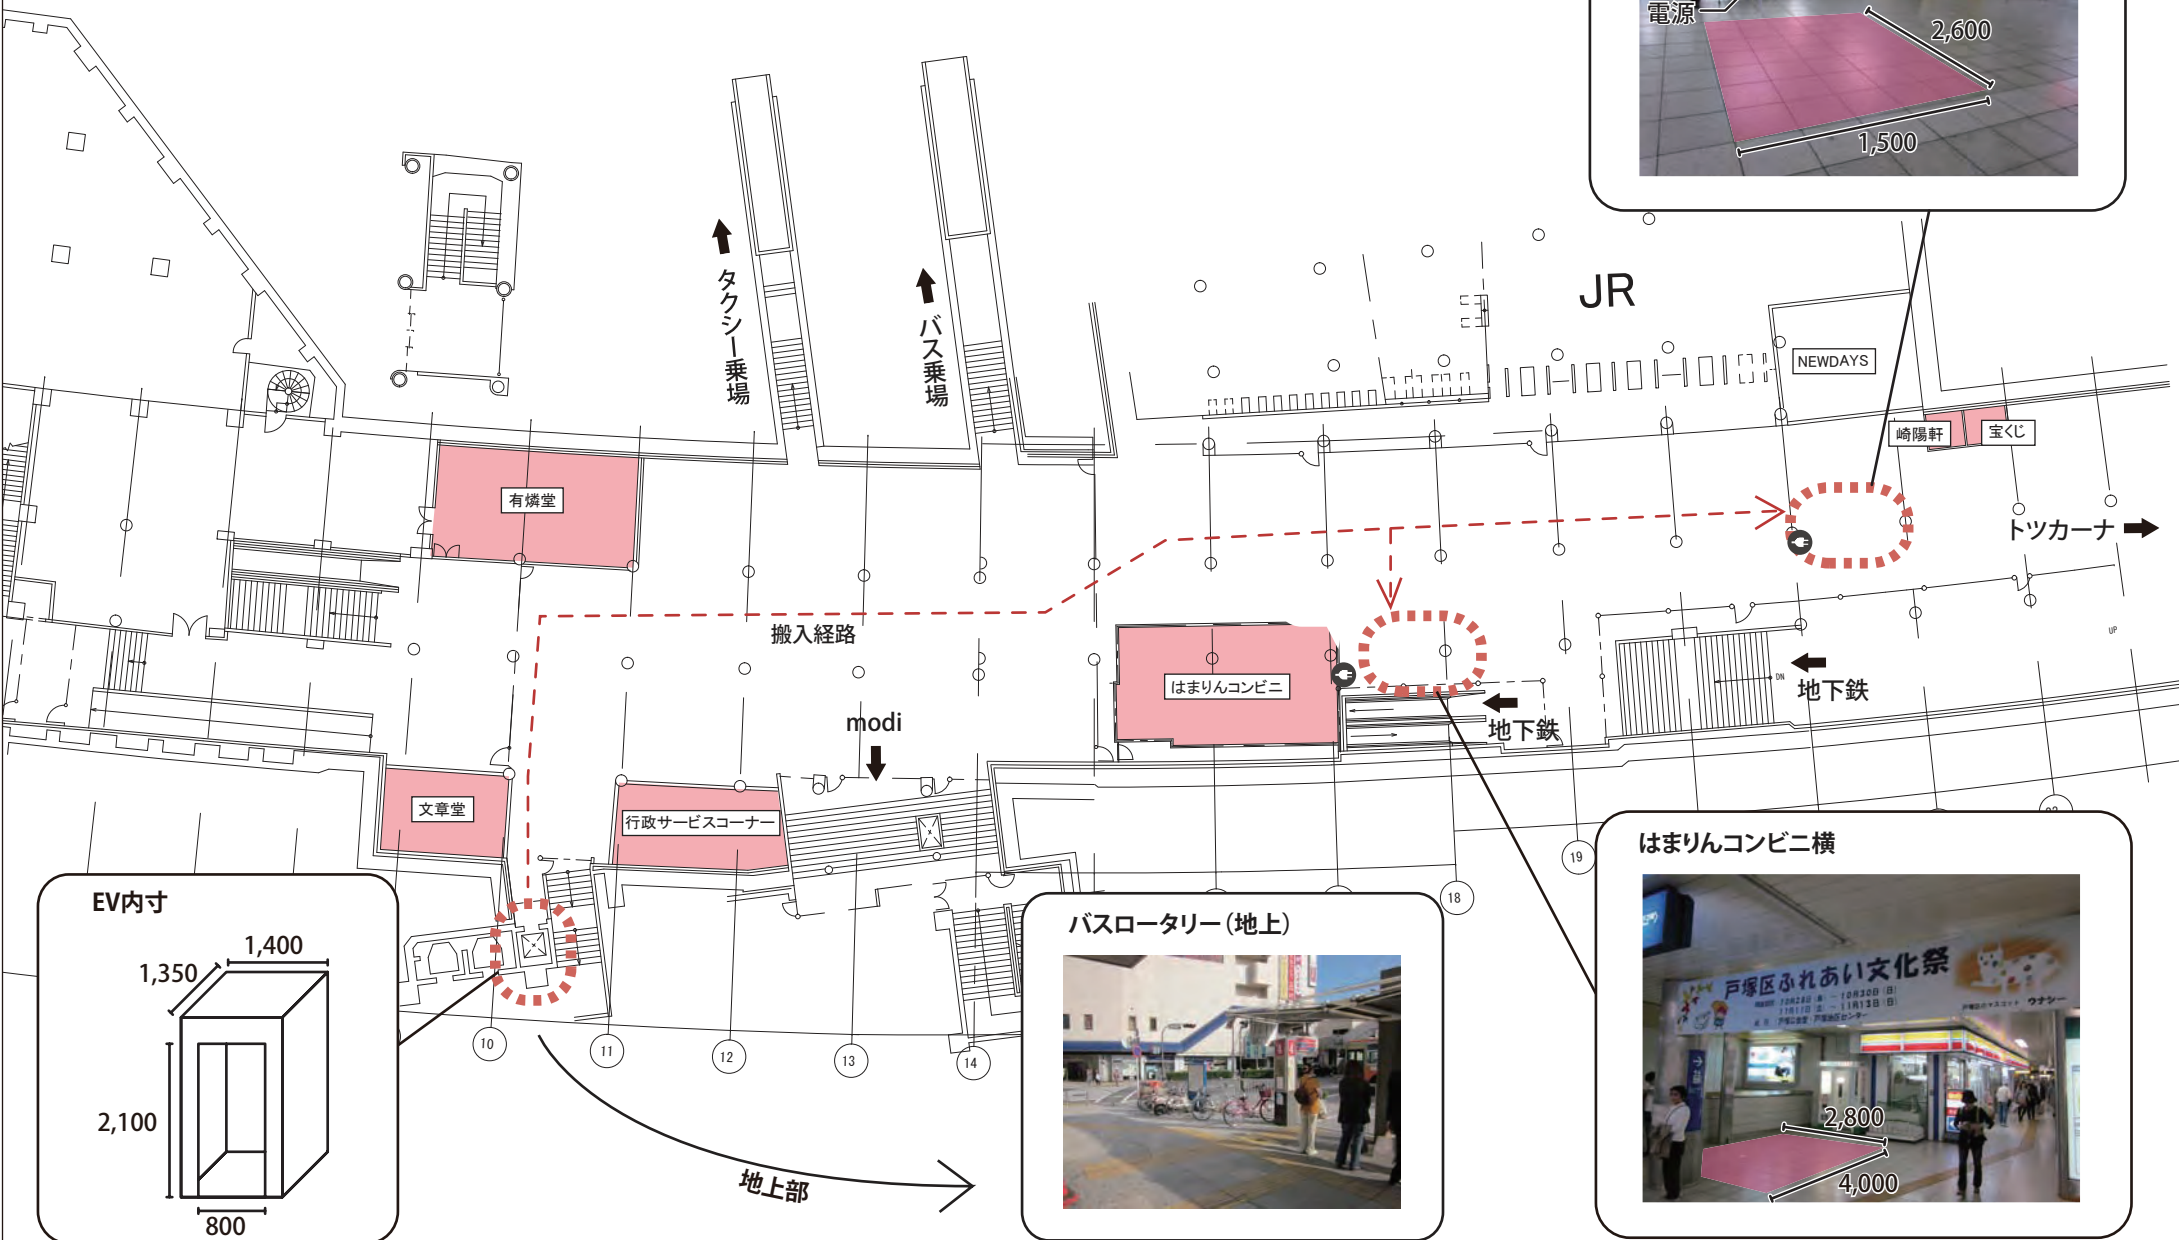 電源
2,600
1,500
タクシー乗場
バス乗場
JR
NEWDAYS
崎陽軒
宝くじ
有燐堂
トツカーナ
搬入経路
はまりんコンビニ
地下鉄
DN
UP
地下鉄
modi
文章堂
行政サービスコーナー
10
11
12
13
14
18
19
EV内寸
1,400
1,350
2,100
800
地上部
バスロータリー（地上）
はまりんコンビニ横
戸塚区ふれあい文化祭
ウナシー
2,800
4,000